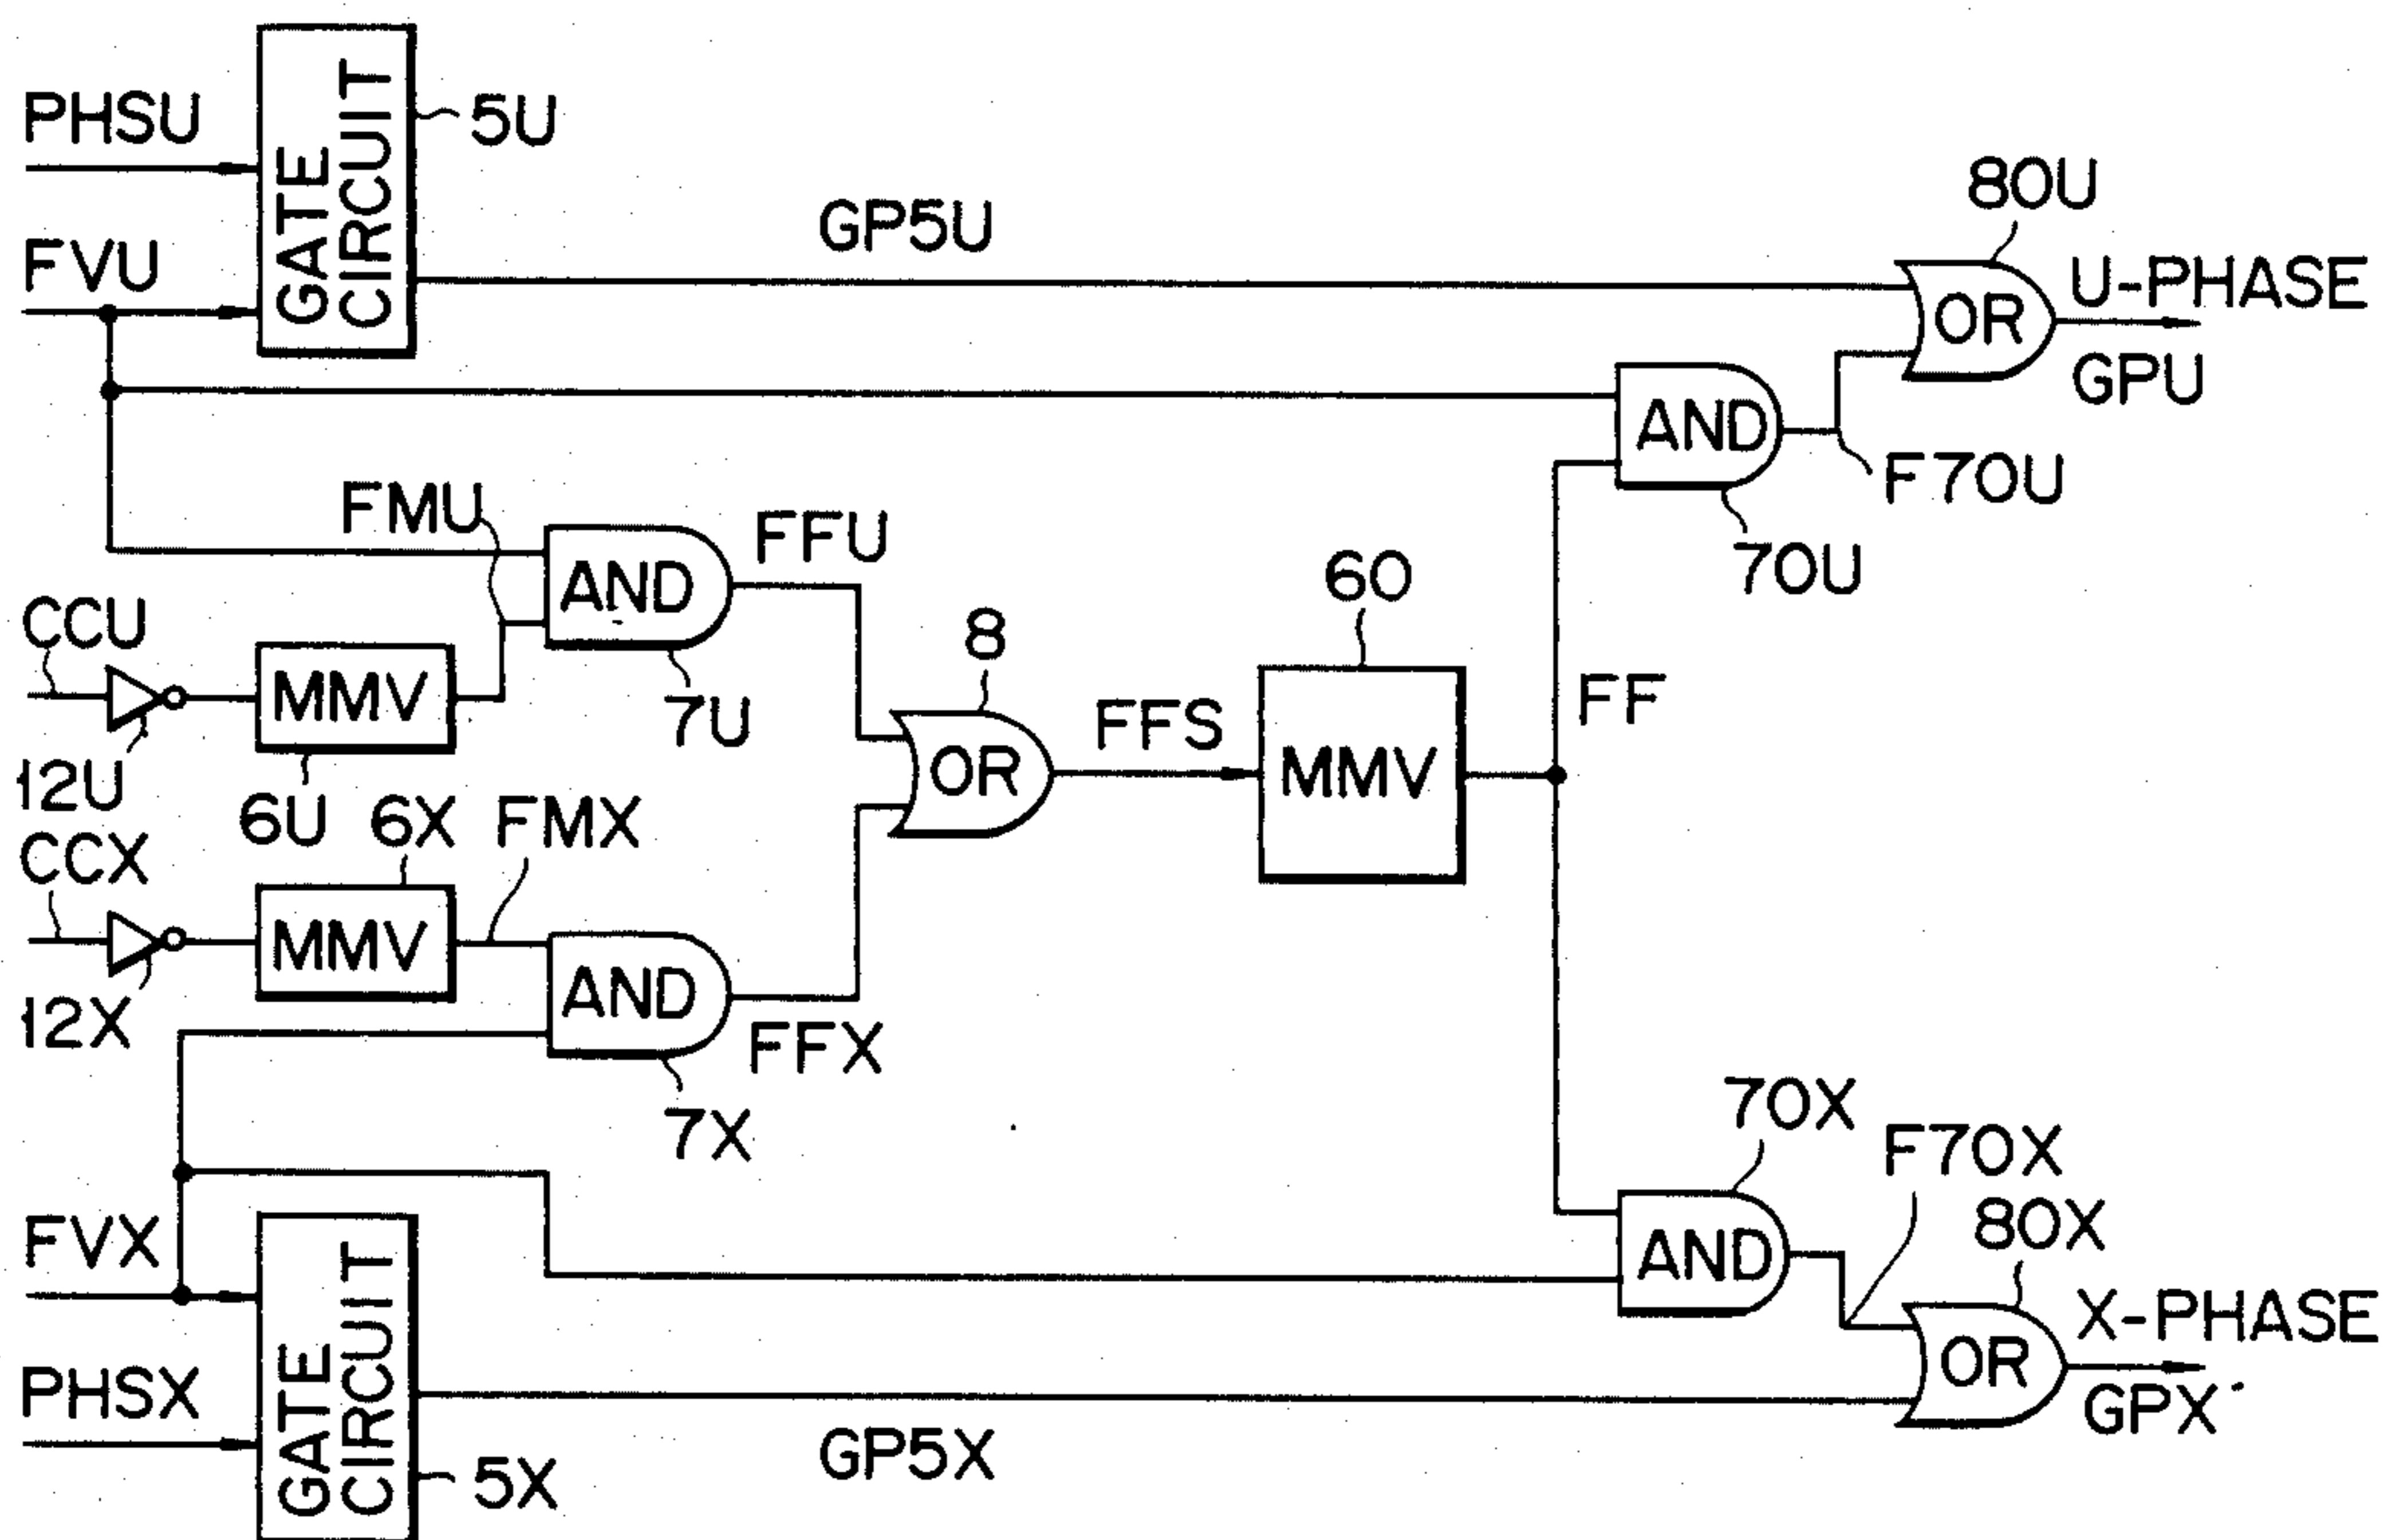 PHSU
GATE CIRCUIT
5U
FVU
GP5U
80U
OR
U-PHASE
GPU
AND
F70U
70U
FMU
AND
FFU
7U
CCU
12U
MMV
6U
8
OR
FFS
60
MMV
FF
CCX
12X
6X
MMV
FMX
AND
FFX
7X
70X
AND
F70X
80X
OR
X-PHASE
GPX
FVX
PHSX
GATE CIRCUIT
5X
GP5X